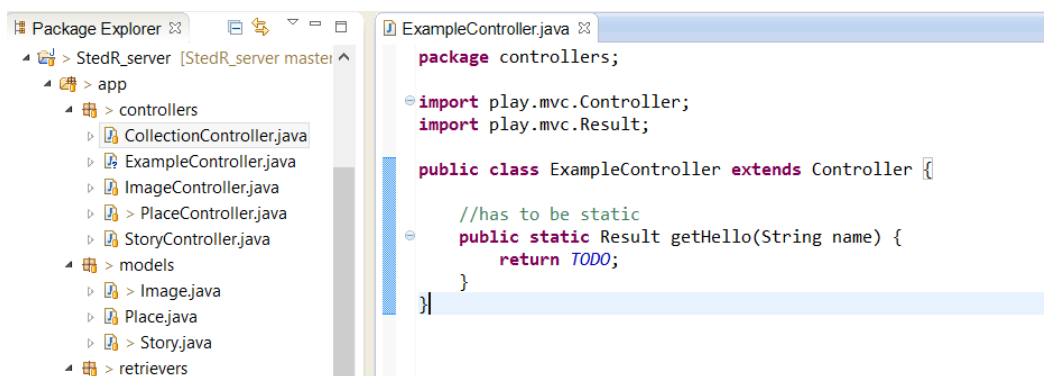 Package Explorer
> StedR_server [StedR_server master
> app
> controllers
CollectionController.java
ExampleController.java
ImageController.java
> PlaceController.java
StoryController.java
> models
> Image.java
Place.java
> Story.java
> retrievers
ExampleController.java
package controllers;
import play.mvc.Controller;
import play.mvc.Result;
public class ExampleController extends Controller {
//has to be static
public static Result getHello(String name) {
return TODO;
}
}